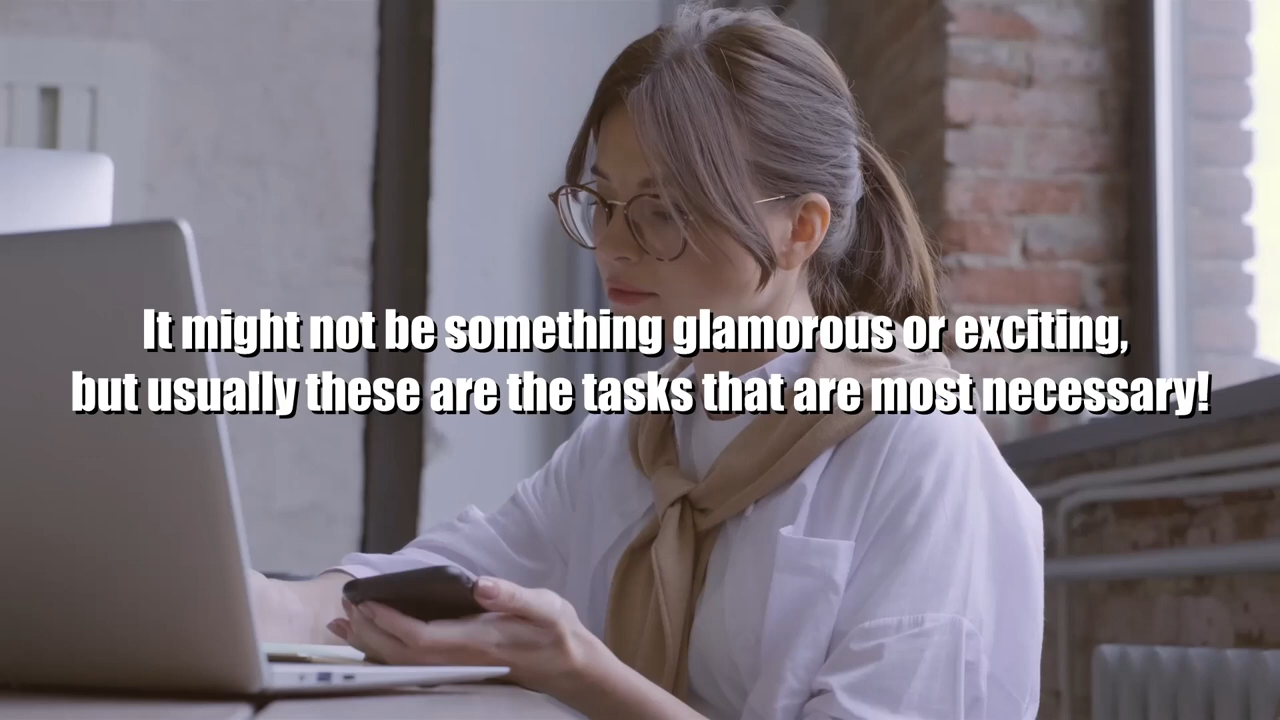 It might not be something glamorous or exciting,
but usually these are the tasks that are most necessary!